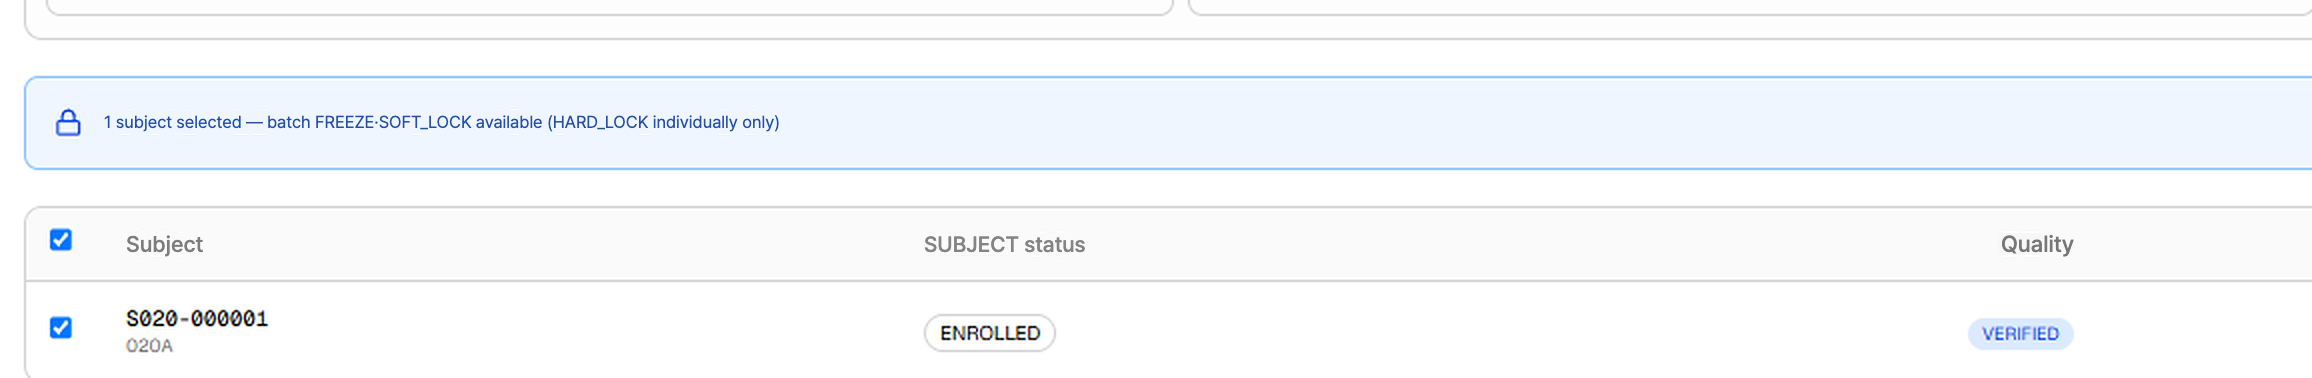 1 subject selected — batch FREEZE·SOFT_LOCK available (HARD_LOCK individually only)
Subject SUBJECT status Quality
S020-000001 ENROLLED VERIFIED
020A